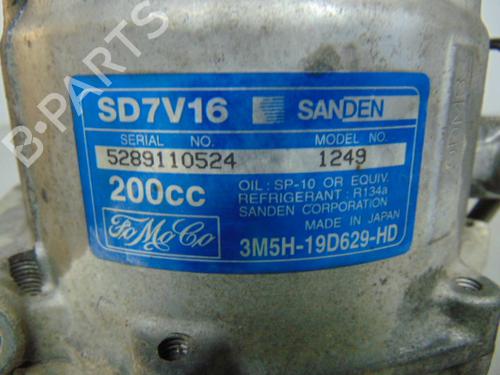 B-PARTS
SD7V16 SANDEN
SERIAL NO. MODEL NO.
5289110524 1249
200cc
OIL : SP-10 OR EQUIV.
REFRIGERANT : R134a
SANDEN CORPORATION
MADE IN JAPAN
FoMoCo
3M5H-19D629-HD